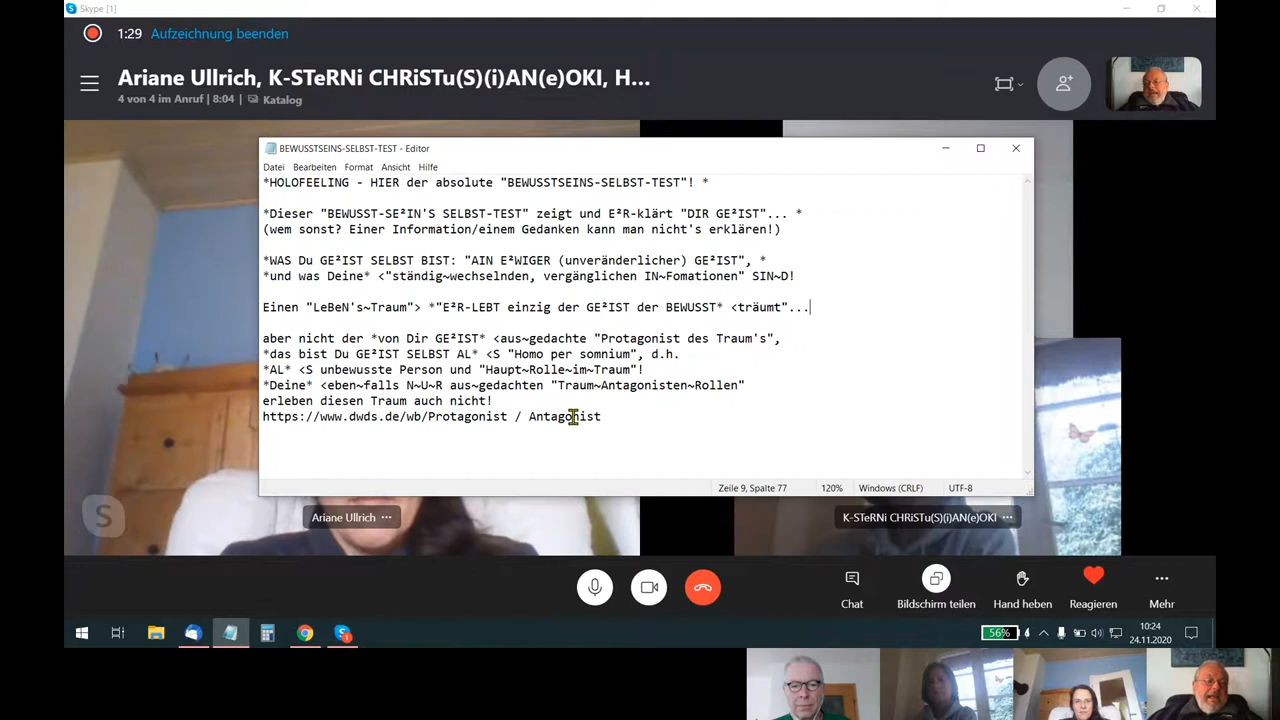 Skype [1]
1:29 Aufzeichnung beenden
Ariane Ullrich, K-STeRNi CHRiSTu(S)(i)AN(e)OKI, H...
4 von 4 im Anruf | 8:04 | Katalog
BEWUSSTSEINS-SELBST-TEST - Editor
Datei Bearbeiten Format Ansicht Hilfe
*HOLOFEELING - HIER der absolute "BEWUSSTSEINS-SELBST-TEST"! *
*Dieser "BEWUSST-SE²IN'S SELBST-TEST" zeigt und E²R-klärt "DIR GE²IST"... *
(wem sonst? Einer Information/einem Gedanken kann man nicht's erklären!)
*WAS Du GE²IST SELBST BIST: "AIN E²WIGER (unveränderlicher) GE²IST", *
*und was Deine* <"ständig~wechselnden, vergänglichen IN~Fomationen" SIN~D!
Einen "LeBeN's~Traum"> *"E²R-LEBT einzig der GE²IST der BEWUSST* <träumt"...
aber nicht der *von Dir GE²IST* <aus~gedachte "Protagonist des Traum's",
*das bist Du GE²IST SELBST AL* <S "Homo per somnium", d.h.
*AL* <S unbewusste Person und "Haupt~Rolle~im~Traum"!
*Deine* <eben~falls N~U~R aus~gedachten "Traum~Antagonisten~Rollen"
erleben diesen Traum auch nicht!
https://www.dwds.de/wb/Protagonist / Antagonist
Zeile 9, Spalte 77 120% Windows (CRLF) UTF-8
S
Ariane Ullrich ···
K-STeRNi CHRiSTu(S)(i)AN(e)OKI ···
Chat Bildschirm teilen Hand heben Reagieren Mehr
56% 10:24
24.11.2020